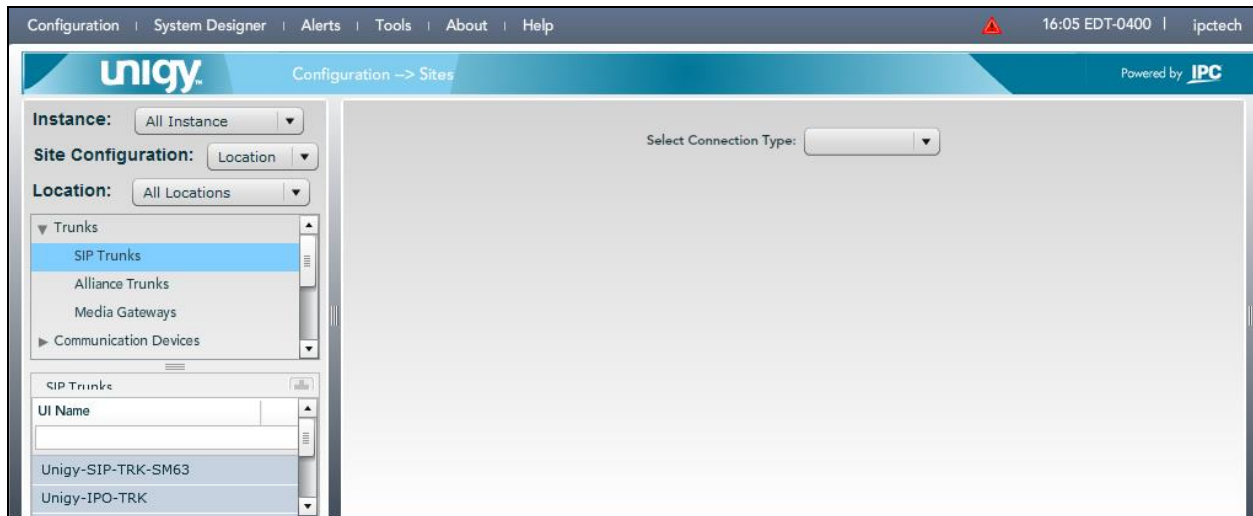 Configuration | System Designer | Alerts | Tools | About | Help 16:05 EDT-0400 | ipctech
unigy™ Configuration --> Sites Powered by IPC
Instance: All Instance
Site Configuration: Location
Location: All Locations
Select Connection Type:
Trunks
SIP Trunks
Alliance Trunks
Media Gateways
Communication Devices
SIP Trunks
UI Name
Unigy-SIP-TRK-SM63
Unigy-IPO-TRK